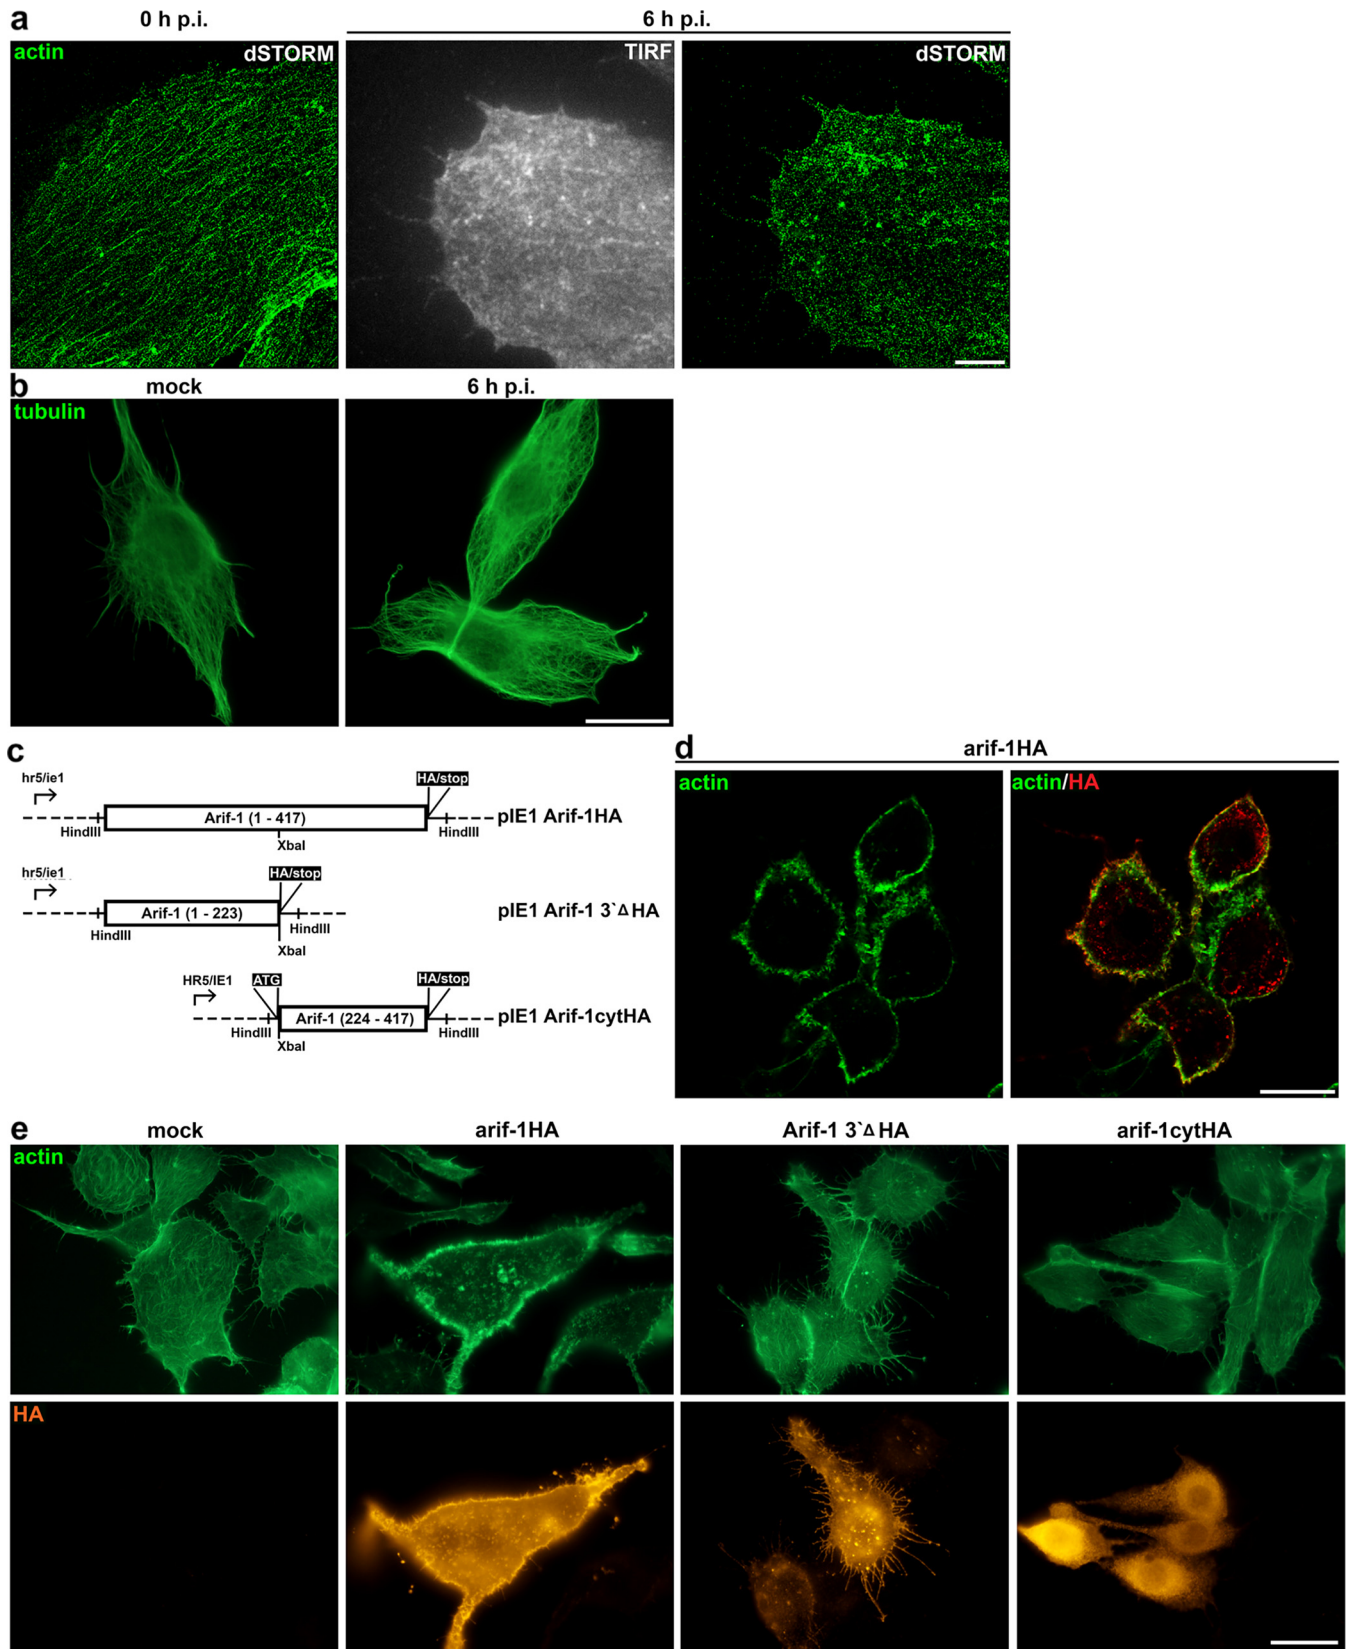 a
0 h p.i.
6 h p.i.
actin
dSTORM
TIRF
dSTORM
b
mock
6 h p.i.
tubulin
c
hr5/ie1
HA/stop
Arif-1 (1 - 417)
HindIII
HindIII
XbaI
pIE1 Arif-1HA
hr5/ie1
HA/stop
Arif-1 (1 - 223)
HindIII
HindIII
XbaI
pIE1 Arif-1 3`Δ HA
HR5/IE1
ATG
HA/stop
Arif-1 (224 - 417)
HindIII
HindIII
XbaI
pIE1 Arif-1cytHA
d
arif-1HA
actin
actin/HA
e
mock
arif-1HA
Arif-1 3`Δ HA
arif-1cytHA
actin
HA